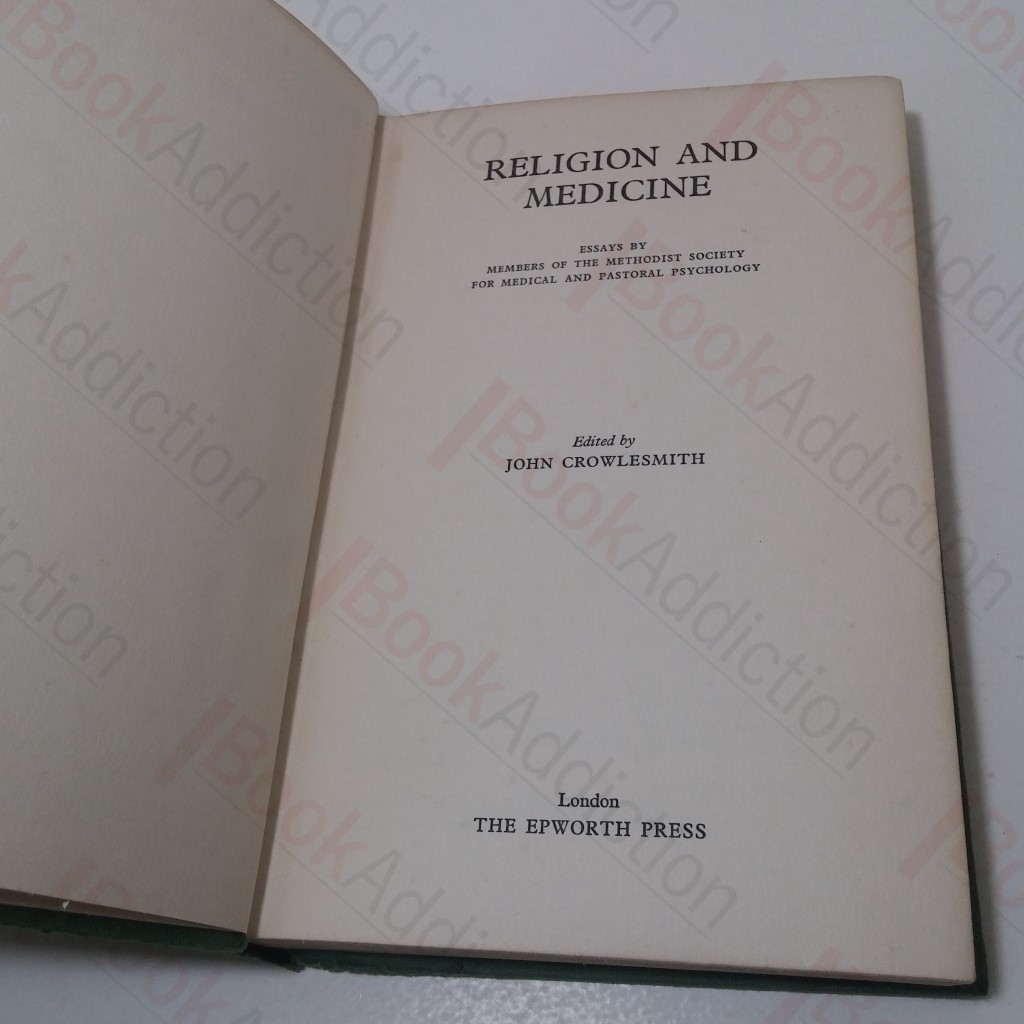 RELIGION AND
MEDICINE
ESSAYS BY
MEMBERS OF THE METHODIST SOCIETY
FOR MEDICAL AND PASTORAL PSYCHOLOGY
Edited by
JOHN CROWLESMITH
London
THE EPWORTH PRESS
BookAddiction